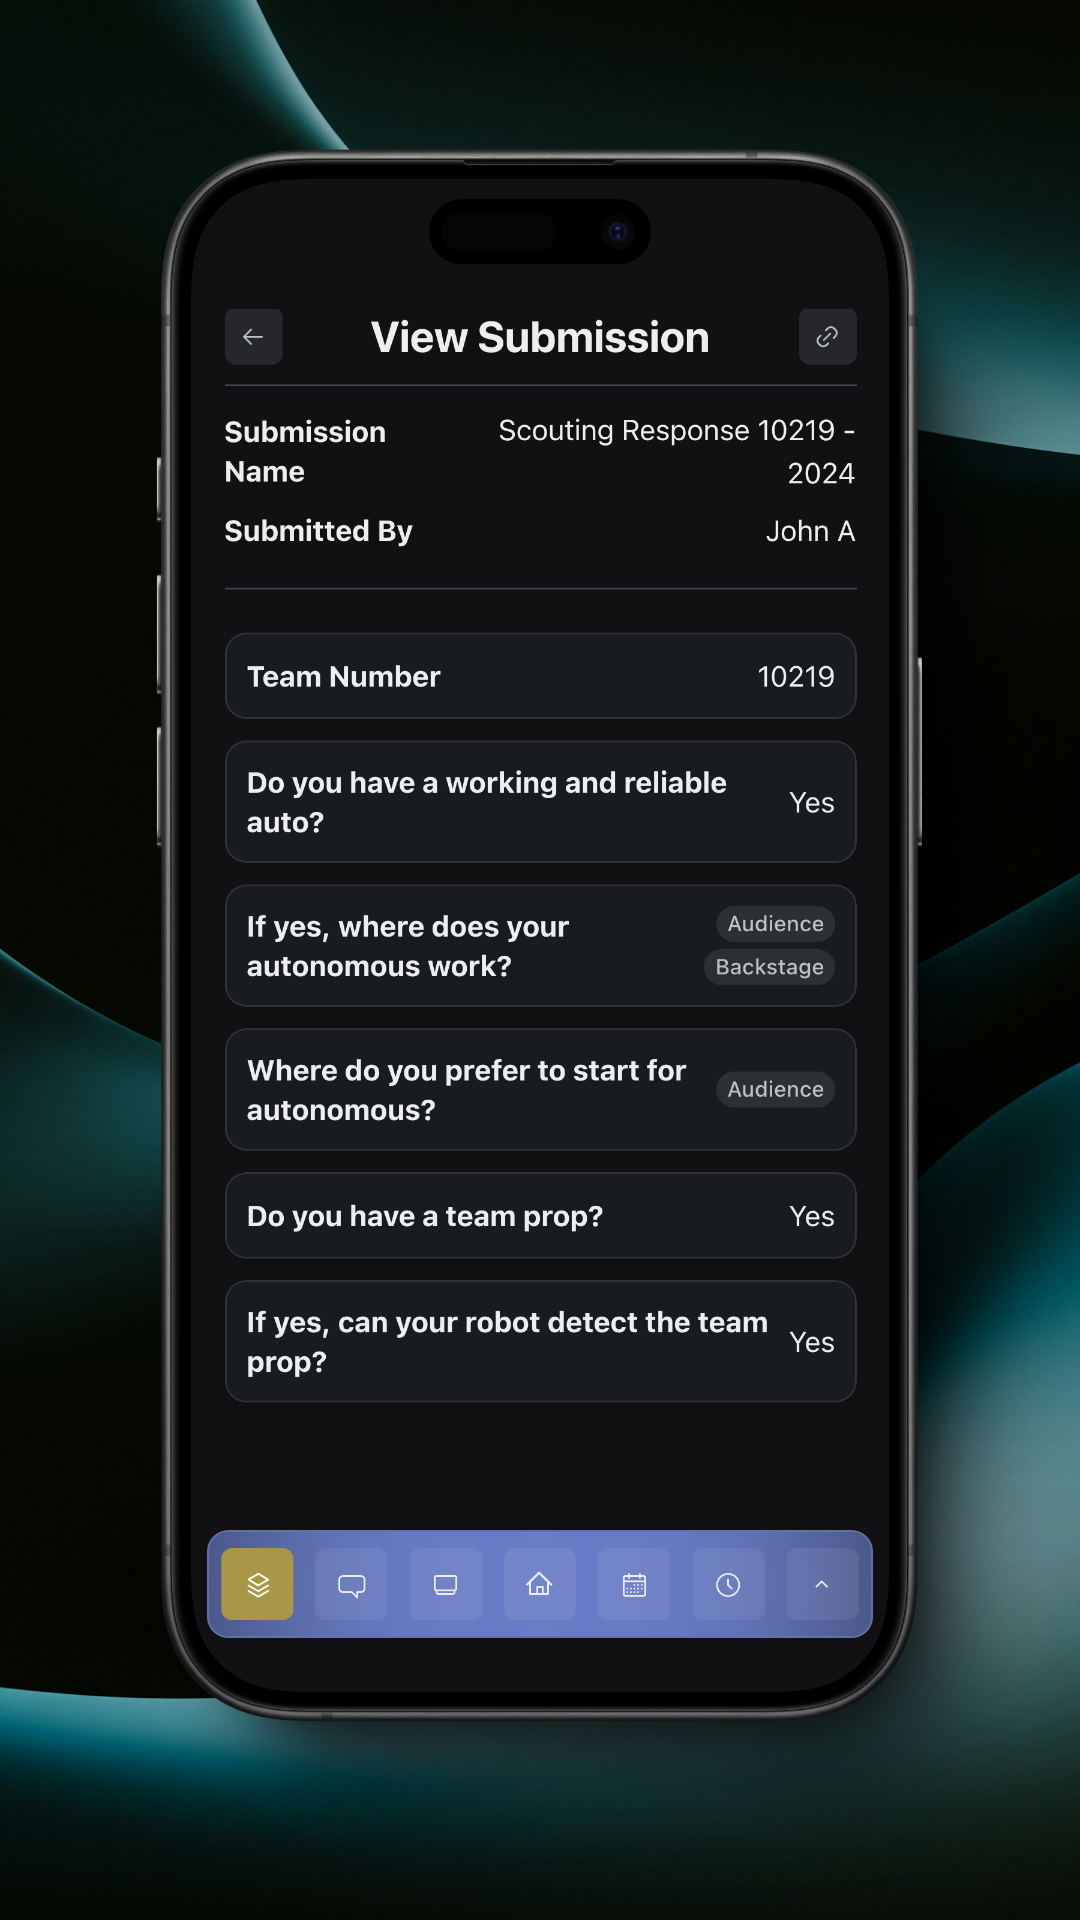 View Submission
Submission
Name
Scouting Response 10219 -
2024
Submitted By
John A
Team Number
10219
Do you have a working and reliable
auto?
Yes
If yes, where does your
autonomous work?
Audience
Backstage
Where do you prefer to start for
autonomous?
Audience
Do you have a team prop?
Yes
If yes, can your robot detect the team
prop?
Yes